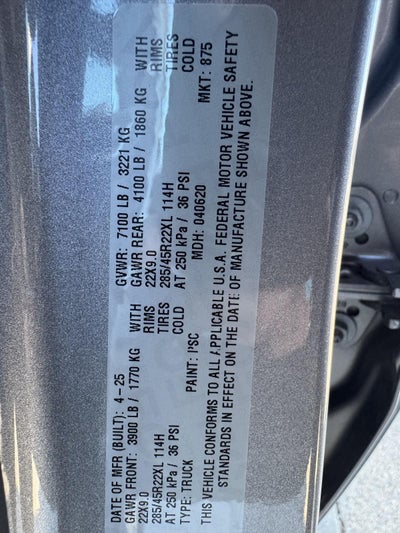 DATE OF MFR (BUILT): 4-25 GVWR: 7100 LB / 3221 KG
GAWR FRONT: 3900 LB / 1770 KG WITH GAWR REAR: 4100 LB / 1860 KG WITH
22X9.0 RIMS 22X9.0 RIMS
285/45R22XL 114H TIRES 285/45R22XL 114H TIRES
AT 250 kPa / 36 PSI COLD AT 250 kPa / 36 PSI COLD
TYPE: TRUCK PAINT: MDH: 040620 MKT: 875
THIS VEHICLE CONFORMS TO ALL APPLICABLE U.S.A. FEDERAL MOTOR VEHICLE SAFETY
STANDARDS IN EFFECT ON THE DATE OF MANUFACTURE SHOWN ABOVE.